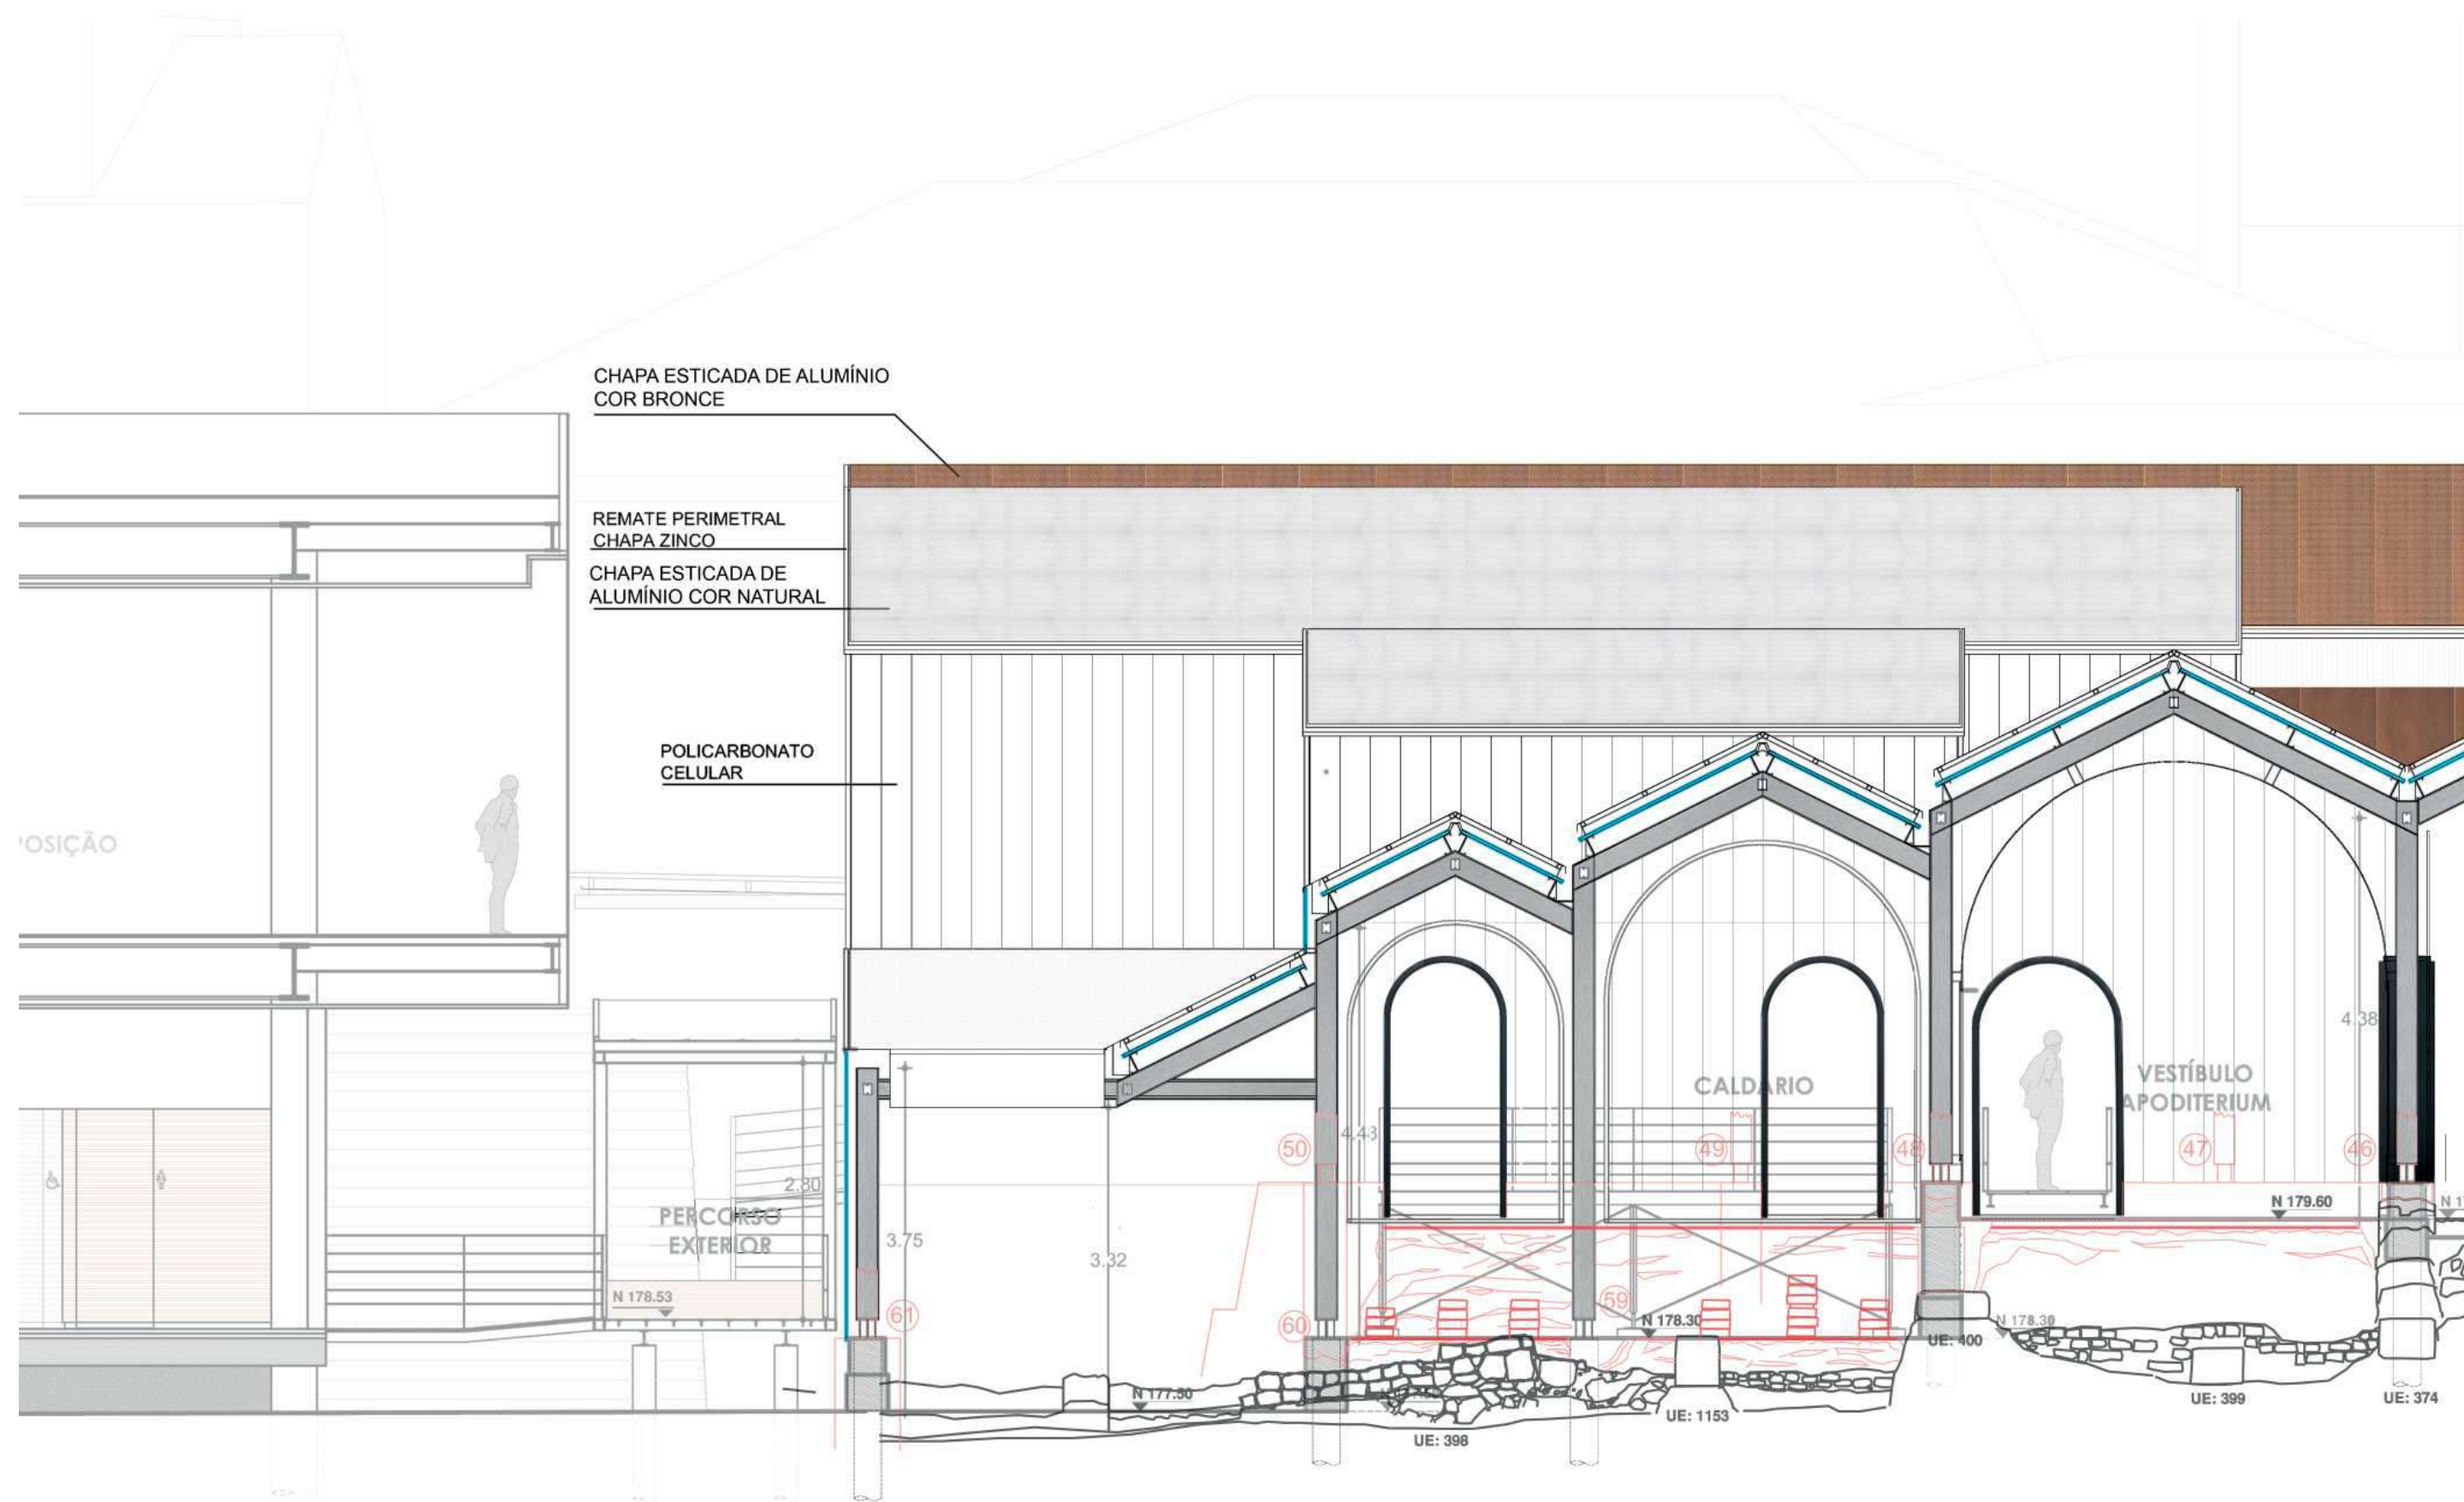 CHAPA ESTICADA DE ALUMÍNIO
COR BRONCE
REMATE PERIMETRAL
CHAPA ZINCO
CHAPA ESTICADA DE
ALUMÍNIO COR NATURAL
POLICARBONATO
CELULAR
POSIÇÃO
CALDARIO
VESTÍBULO
APODITERIUM
4.38
4.43
50
49
48
47
46
2.80
PERCORSO
EXTERIOR
3.75
3.32
N 179.60
N 178.53
61
60
59
N 178.30
N 178.30
UE: 400
N 177.50
UE: 399
UE: 374
UE: 1153
UE: 398